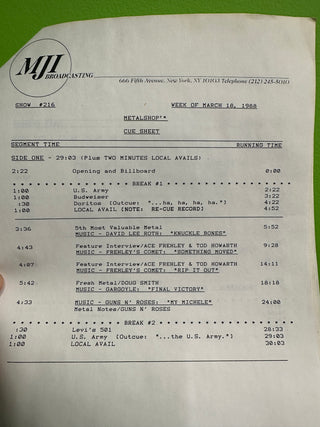 MJI
BROADCASTING
666 Fifth Avenue, New York, NY 10103 Telephone (212) 245-5010
SHOW #216 WEEK OF MARCH 18, 1988
METALSHOP'*
CUE SHEET
SEGMENT TIME RUNNING TIME
SIDE ONE - 29:03 (Plus TWO MINUTES LOCAL AVAILS)
2:22 Opening and Billboard 0:00
BREAK #1
1:00 U.S. Army 2:22
1:00 Budweiser 3:22
:30 Doritos (Outcue: "...ha, ha, ha, ha.") 4:22
1:00 LOCAL AVAIL (NOTE: RE-CUE RECORD) 4:52
3:36 5th Most Valuable Metal 5:52
MUSIC - DAVID LEE ROTH: "KNUCKLE BONES"
4:43 Feature Interview/ACE FREHLEY & TOD HOWARTH 9:28
MUSIC - FREHLEY'S COMET: "SOMETHING MOVED"
4:07 Feature Interview/ACE FREHLEY & TOD HOWARTH 14:11
MUSIC - FREHLEY'S COMET: "RIP IT OUT"
5:42 Fresh Metal/DOUG SMITH 18:18
MUSIC - GARGOYLE: "FINAL VICTORY"
4:33 MUSIC - GUNS N' ROSES: "MY MICHELE" 24:00
Metal Notes/GUNS N' ROSES
BREAK #2
:30 Levi's 501 28:33
1:00 U.S. Army (Outcue: "...the U.S. Army.") 29:03
1:00 LOCAL AVAIL 30:03